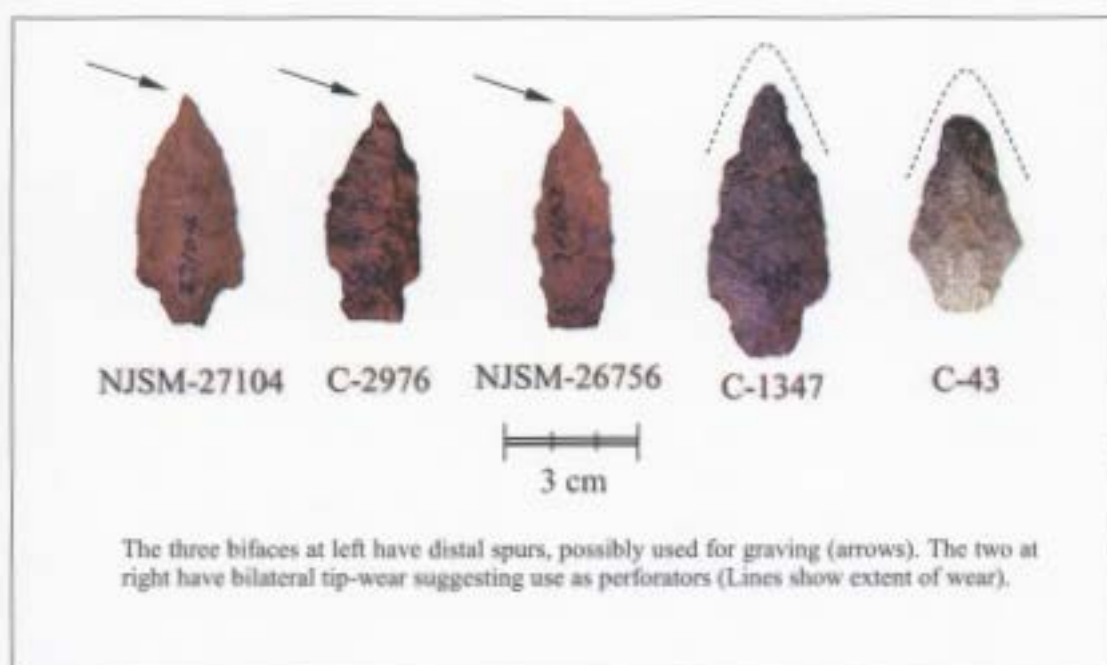 NJSM-27104 C-2976 NJSM-26756 C-1347 C-43
3 cm
The three bifaces at left have distal spurs, possibly used for graving (arrows). The two at
right have bilateral tip-wear suggesting use as perforators (Lines show extent of wear).